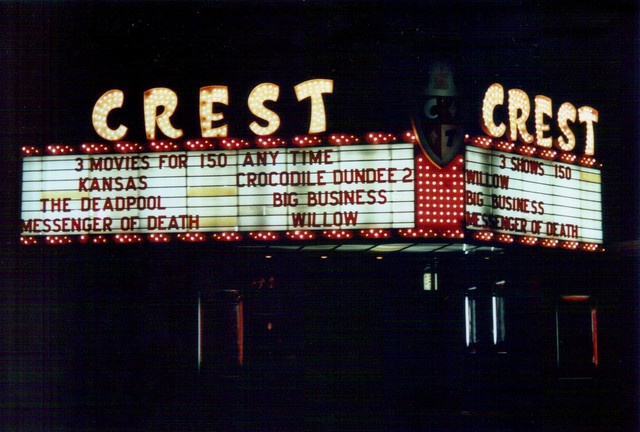 CREST
3 MOVIES FOR 150 ANY TIME
KANSAS CROCODILE DUNDEE 2
THE DEADPOOL BIG BUSINESS
MESSENGER OF DEATH WILLOW
CREST
3 SHOWS 150
WILLOW
BIG BUSINESS
MESSENGER OF DEATH